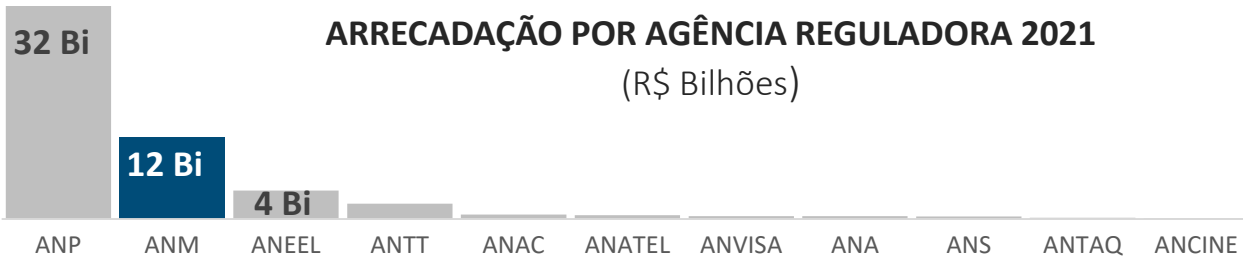 ARRECADAÇÃO POR AGÊNCIA REGULADORA 2021
(R$ Bilhões)
32 Bi
12 Bi
4 Bi
ANP ANM ANEEL ANTT ANAC ANATEL ANVISA ANA ANS ANTAQ ANCINE